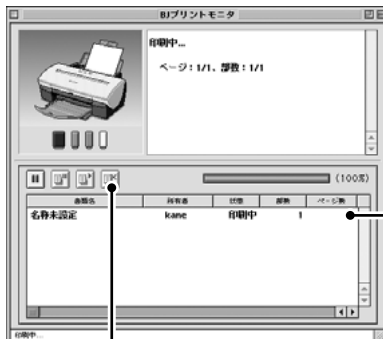 BJプリントモニタ
印刷中...
ページ：1/1、部数：1/1
(100%)
書類名 所有者 状態 部数 ページ数
名称未設定 kane 印刷中 1
印刷中...